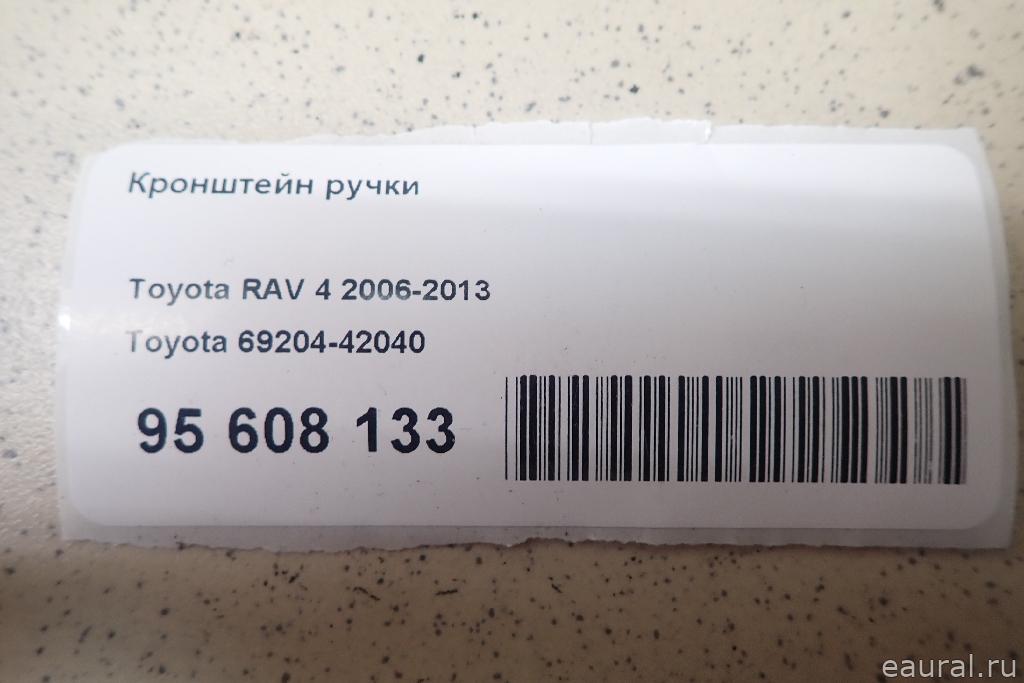 Кронштейн ручки
Toyota RAV 4 2006-2013
Toyota 69204-42040
95 608 133
eaural.ru